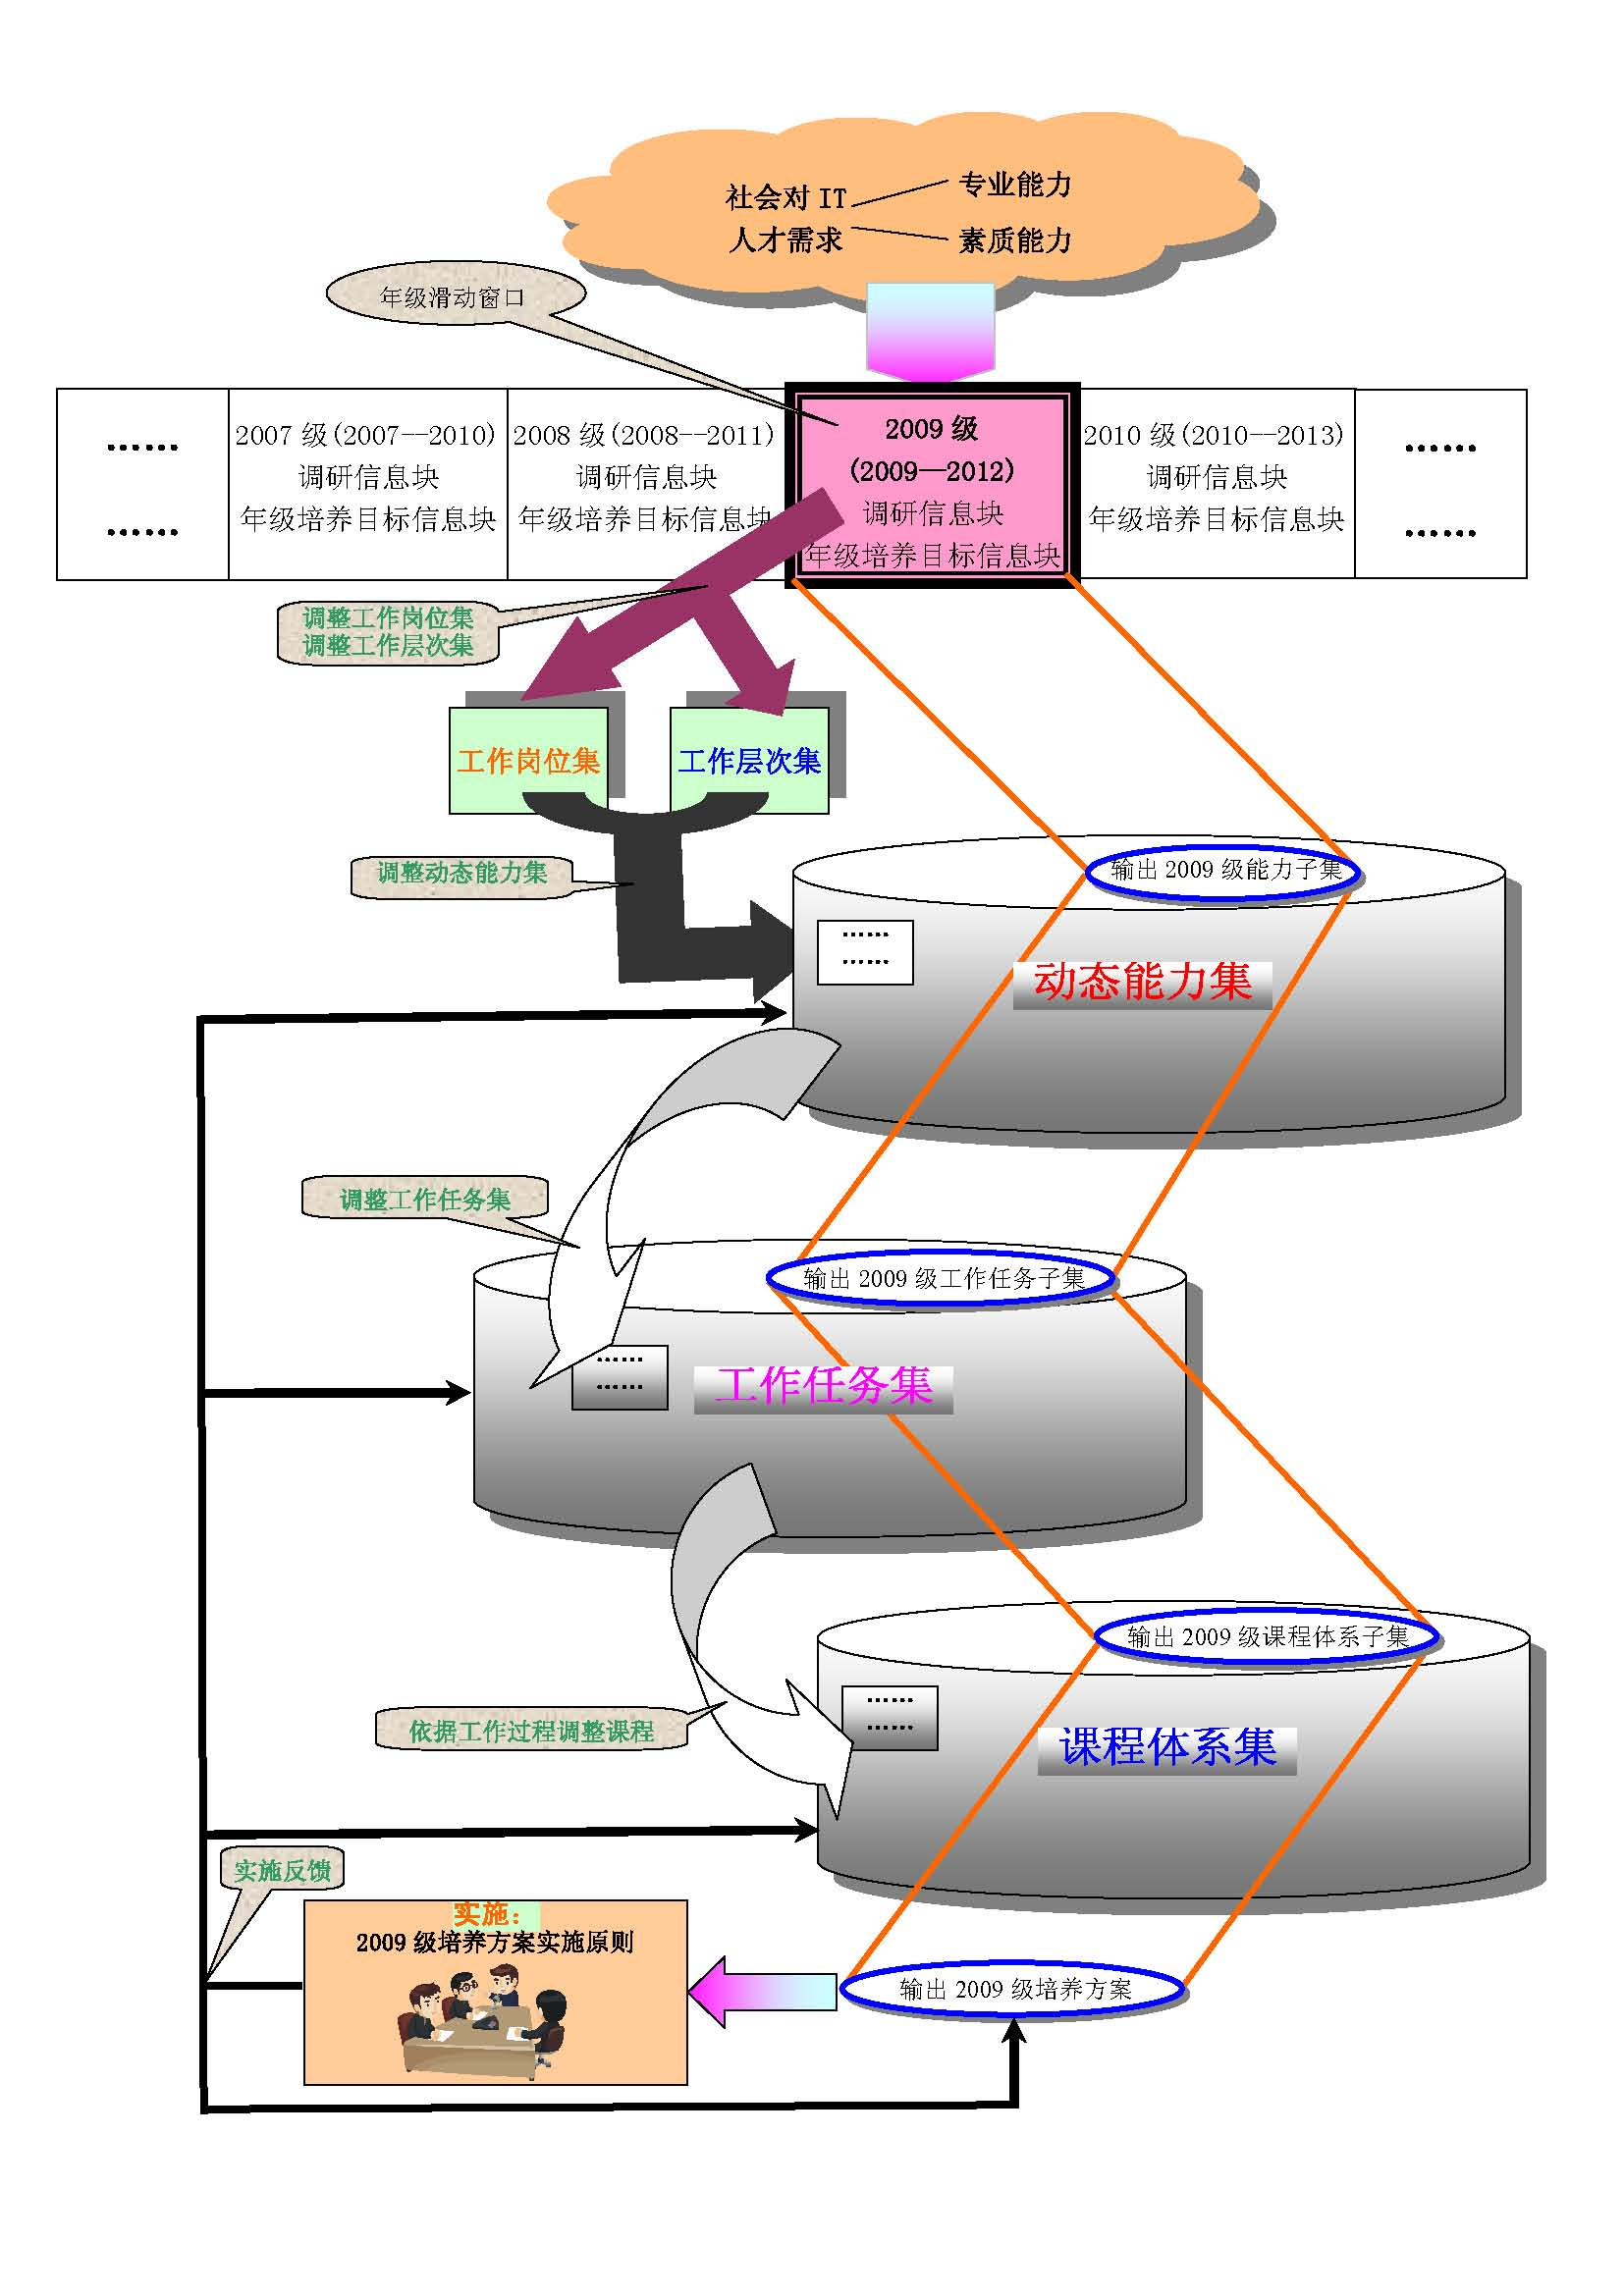 社会对 IT
人才需求
专业能力
素质能力
年级滑动窗口
……
……
2007 级(2007--2010)
调研信息块
年级培养目标信息块
2008 级(2008--2011)
调研信息块
年级培养目标信息块
2009 级
(2009—2012)
调研信息块
年级培养目标信息块
2010 级(2010--2013)
调研信息块
年级培养目标信息块
……
……
调整工作岗位集
调整工作层次集
工作岗位集
工作层次集
调整动态能力集
输出 2009 级能力子集
……
……
动态能力集
调整工作任务集
输出 2009 级工作任务子集
……
……
工作任务集
输出 2009 级课程体系子集
……
……
依据工作过程调整课程
课程体系集
实施反馈
实施：
2009 级培养方案实施原则
输出 2009 级培养方案